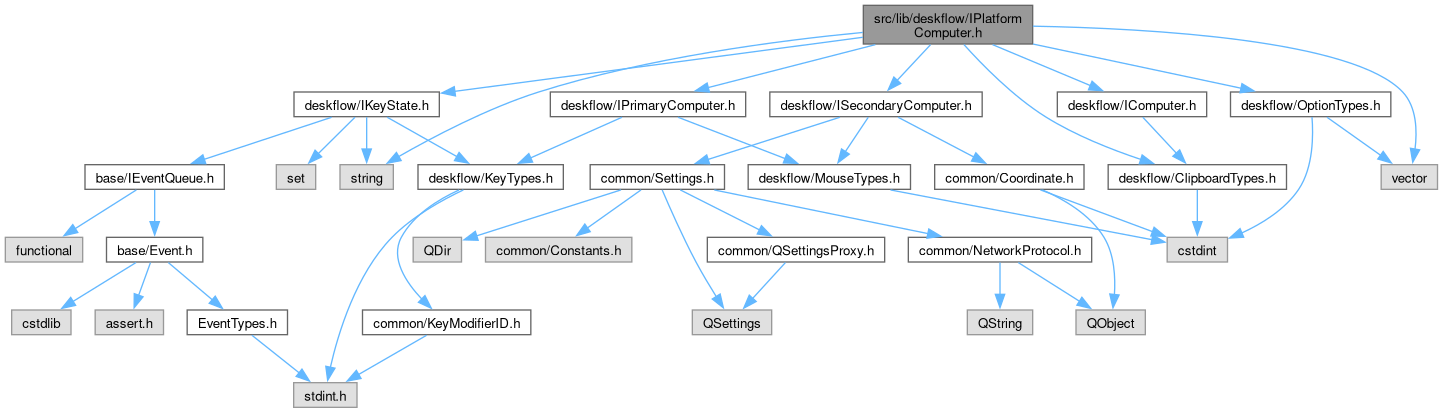 src/lib/deskflow/IPlatform
Computer.h
deskflow/IKeyState.h
deskflow/IPrimaryComputer.h
deskflow/ISecondaryComputer.h
deskflow/IComputer.h
deskflow/OptionTypes.h
base/IEventQueue.h
set
string
deskflow/KeyTypes.h
common/Settings.h
deskflow/MouseTypes.h
common/Coordinate.h
deskflow/ClipboardTypes.h
vector
functional
base/Event.h
QDir
common/Constants.h
common/QSettingsProxy.h
common/NetworkProtocol.h
cstdint
cstdlib
assert.h
EventTypes.h
common/KeyModifierID.h
QSettings
QString
QObject
stdint.h